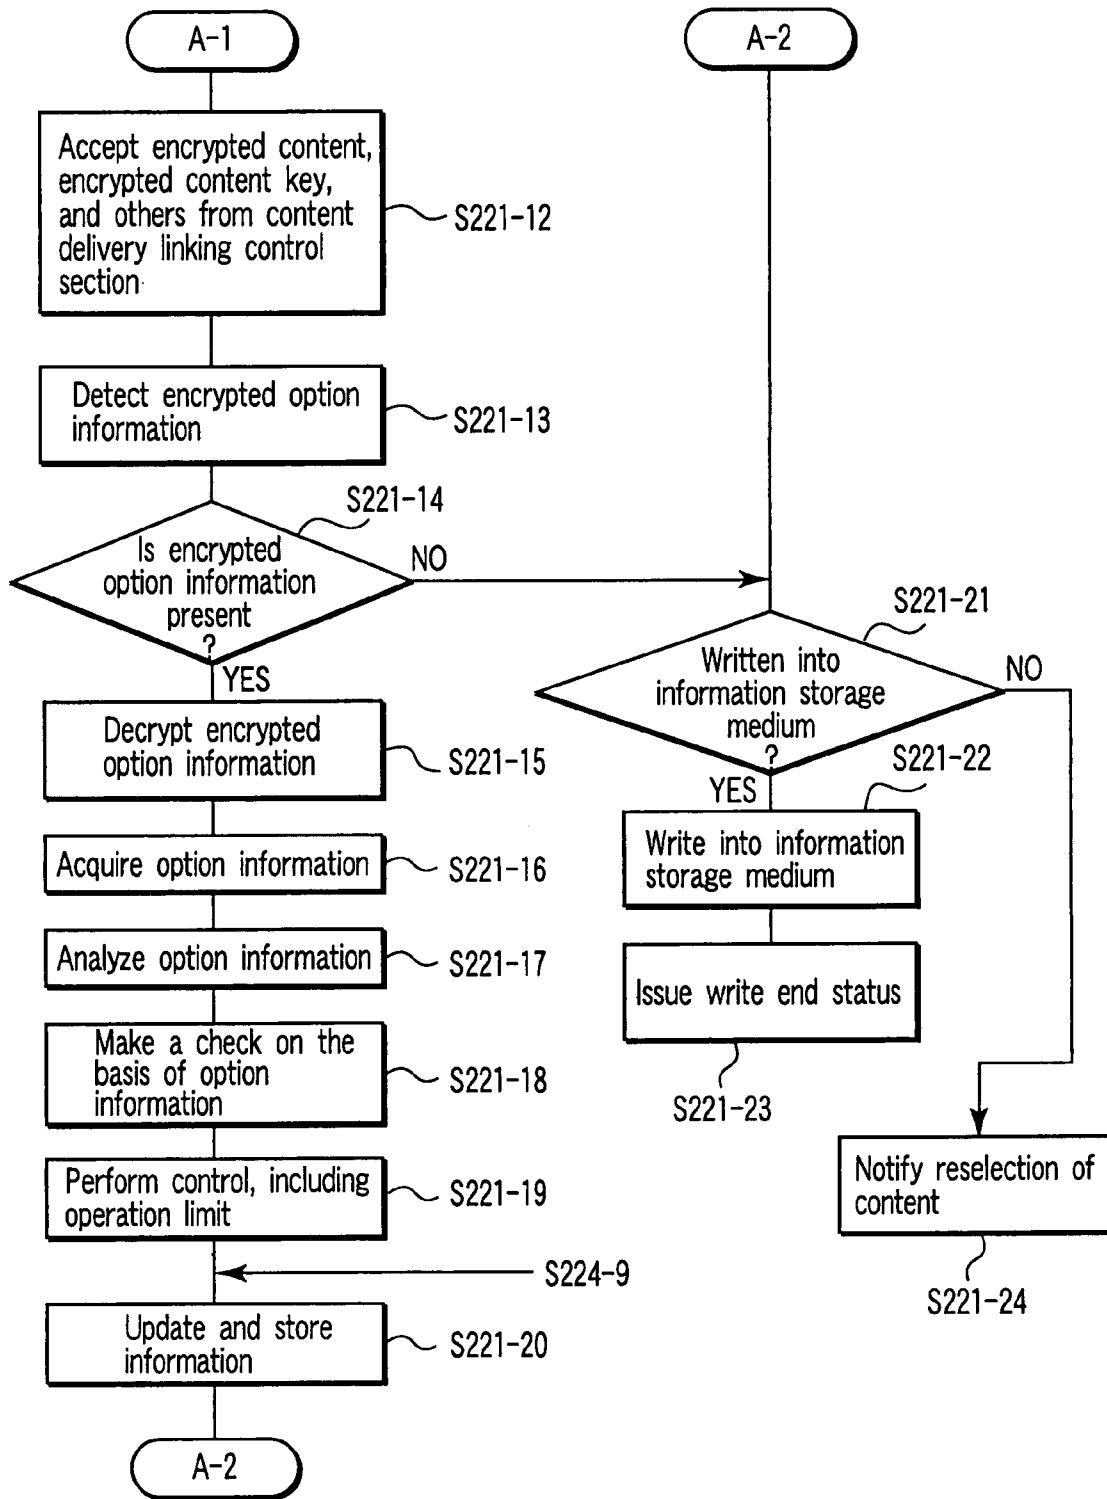 A-1
Accept encrypted content,
encrypted content key,
and others from content
delivery linking control
section
S221-12
Detect encrypted option
information
S221-13
S221-14
Is encrypted
option information
present
?
NO
YES
Decrypt encrypted
option information
S221-15
Acquire option information
S221-16
Analyze option information
S221-17
Make a check on the
basis of option
information
S221-18
Perform control, including
operation limit
S221-19
S224-9
Update and store
information
S221-20
A-2
A-2
S221-21
Written into
information storage
medium
?
NO
YES
S221-22
Write into information
storage medium
Issue write end status
S221-23
Notify reselection of
content
S221-24